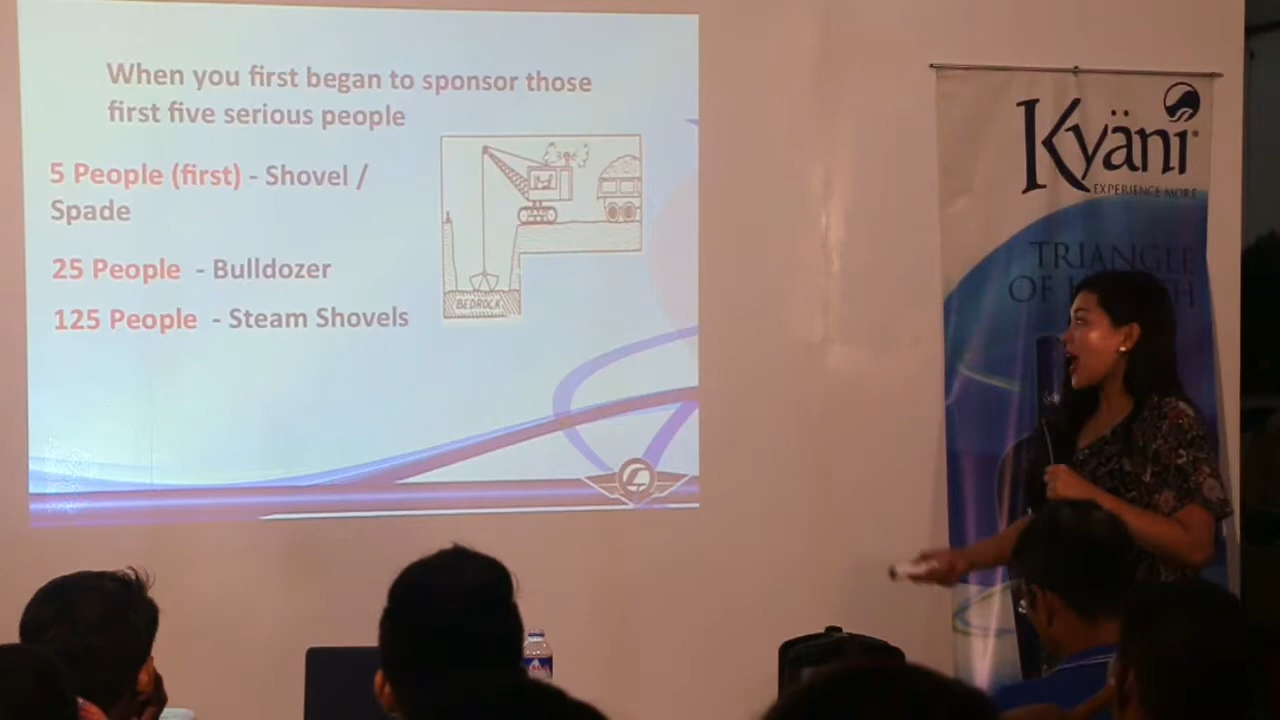 When you first began to sponsor those
first five serious people
5 People (first) - Shovel /
Spade
25 People - Bulldozer
125 People - Steam Shovels
BEDROCK
Kyäni
EXPERIENCE MORE
TRIANGLE
OF